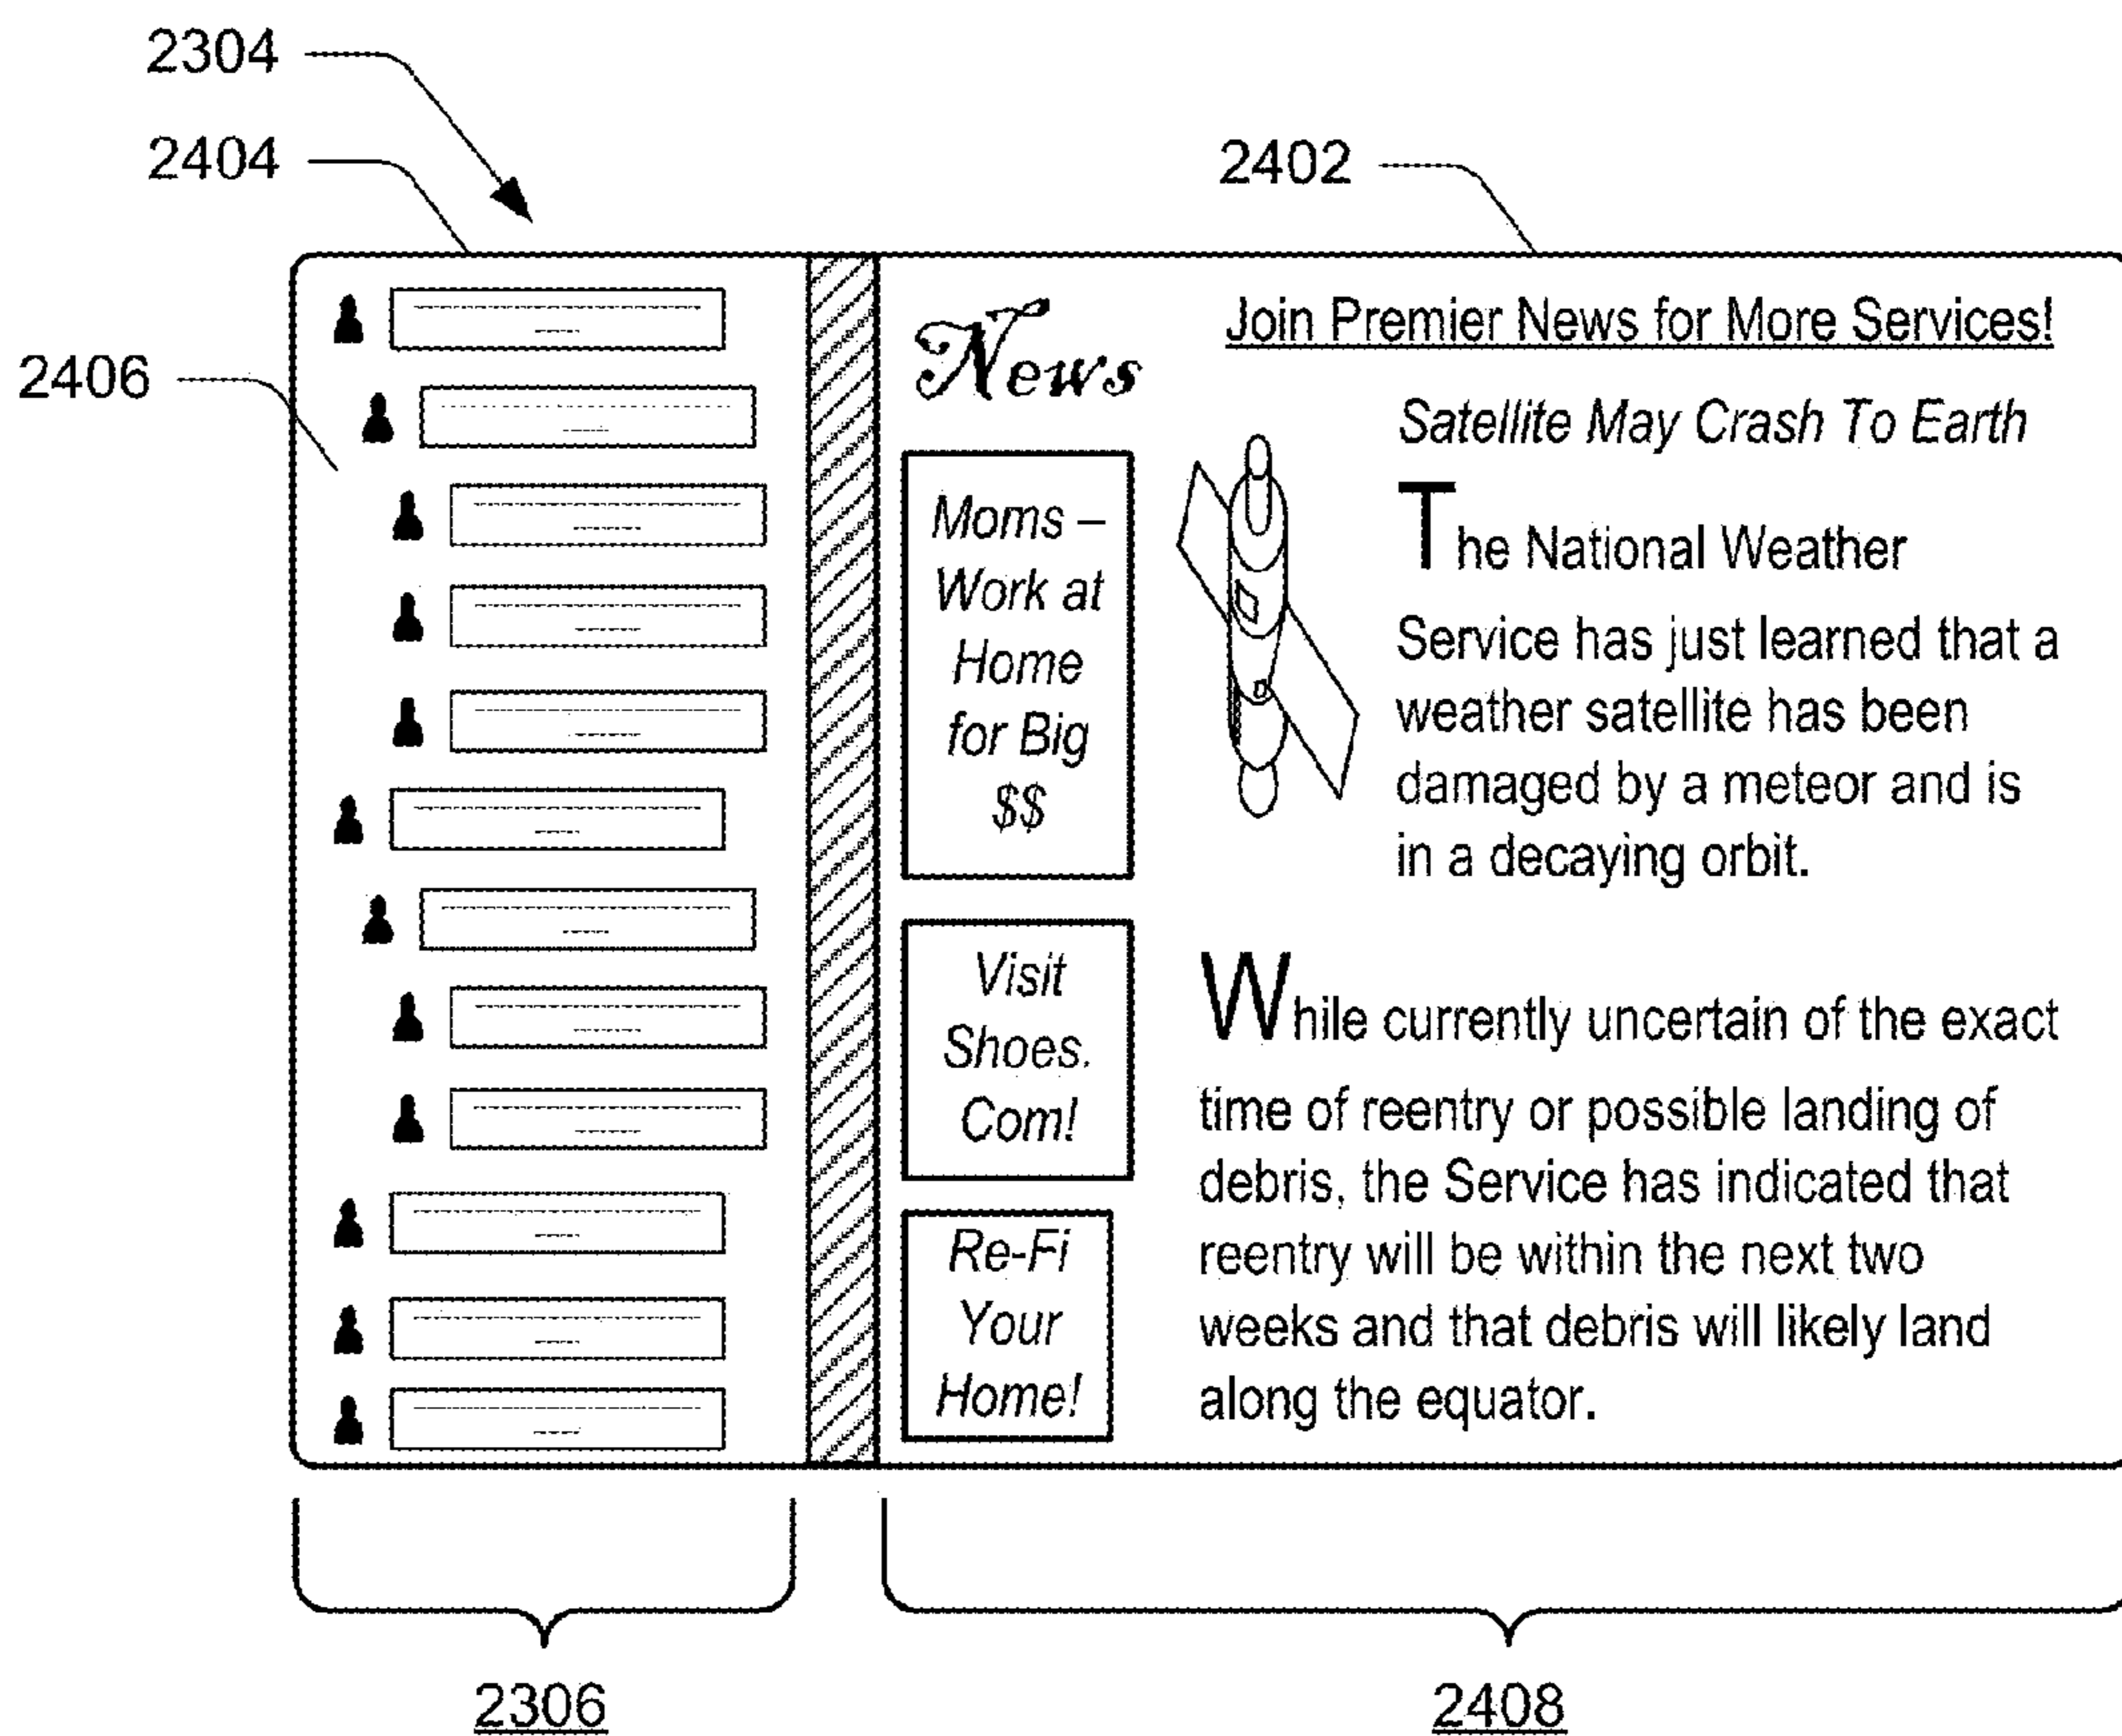 2304
2404
2402
2406
News
Join Premier News for More Services!
Satellite May Crash To Earth
The National Weather
Service has just learned that a
weather satellite has been
damaged by a meteor and is
in a decaying orbit.
Moms –
Work at
Home
for Big
$$
Visit
Shoes.
Com!
Re-Fi
Your
Home!
While currently uncertain of the exact
time of reentry or possible landing of
debris, the Service has indicated that
reentry will be within the next two
weeks and that debris will likely land
along the equator.
2306
2408